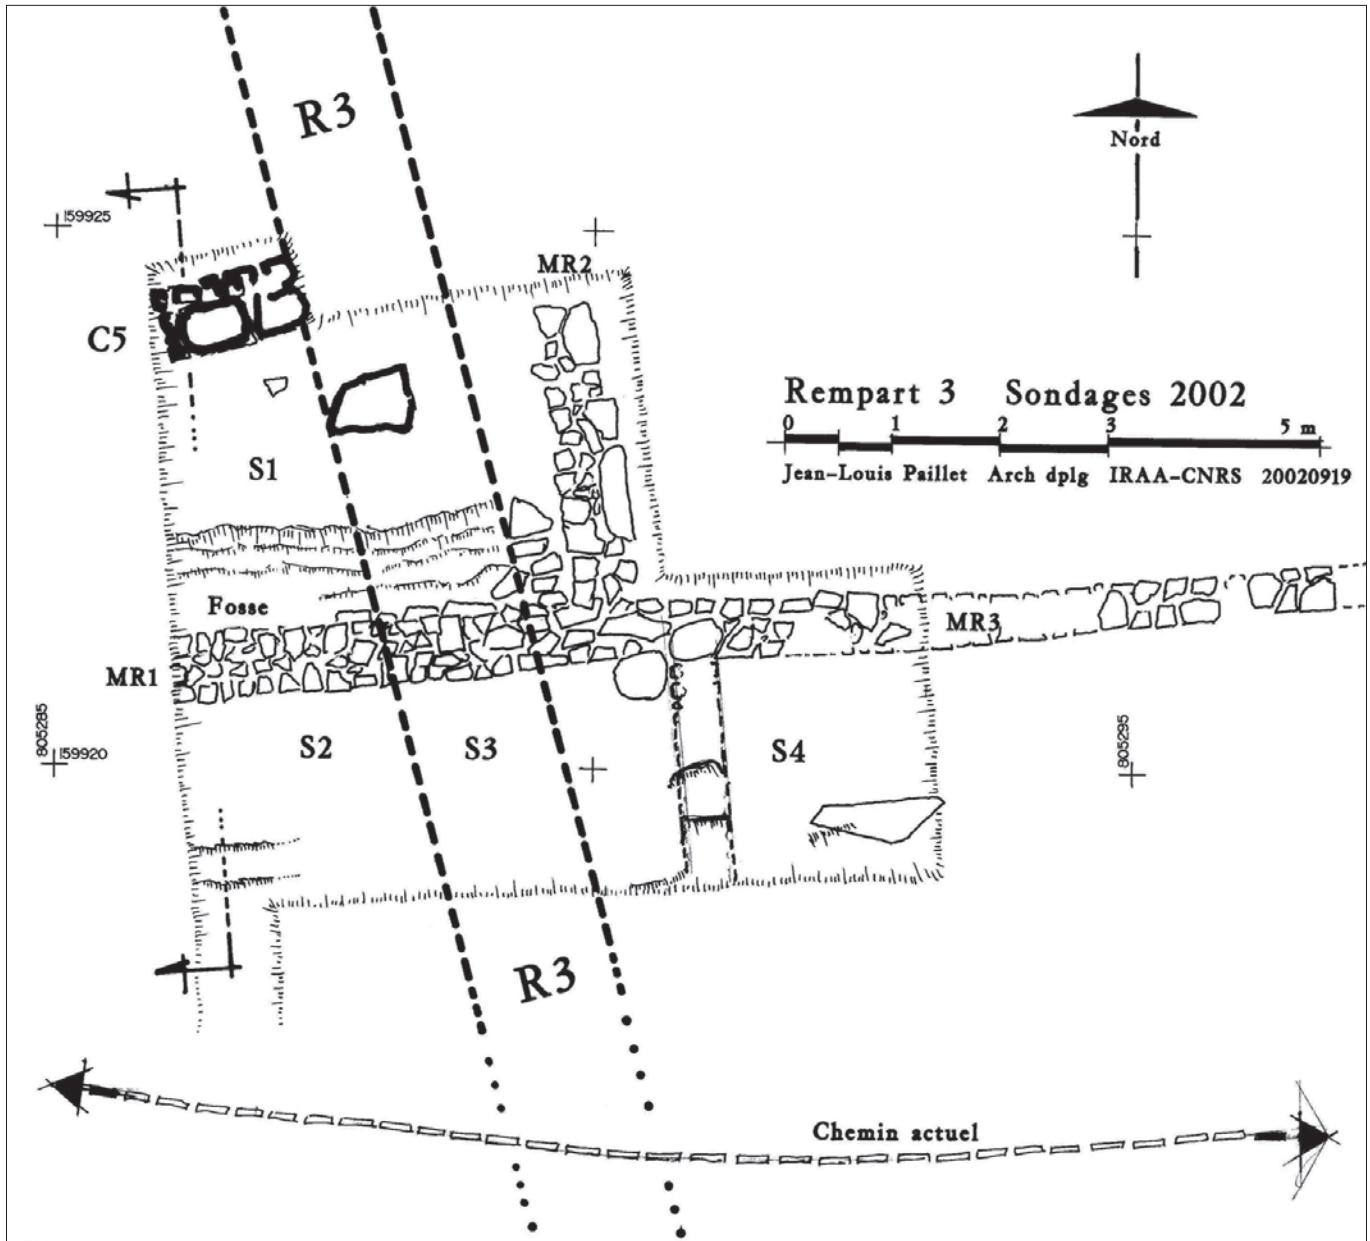 R3
Nord
159925
MR2
C5
Rempart 3 Sondages 2002
0 1 2 3 5 m
Jean-Louis Paillet Arch dplg IRAA-CNRS 20020919
S1
Fosse
MR3
MR1
805285
159920
S2
S3
S4
805295
R3
Chemin actuel